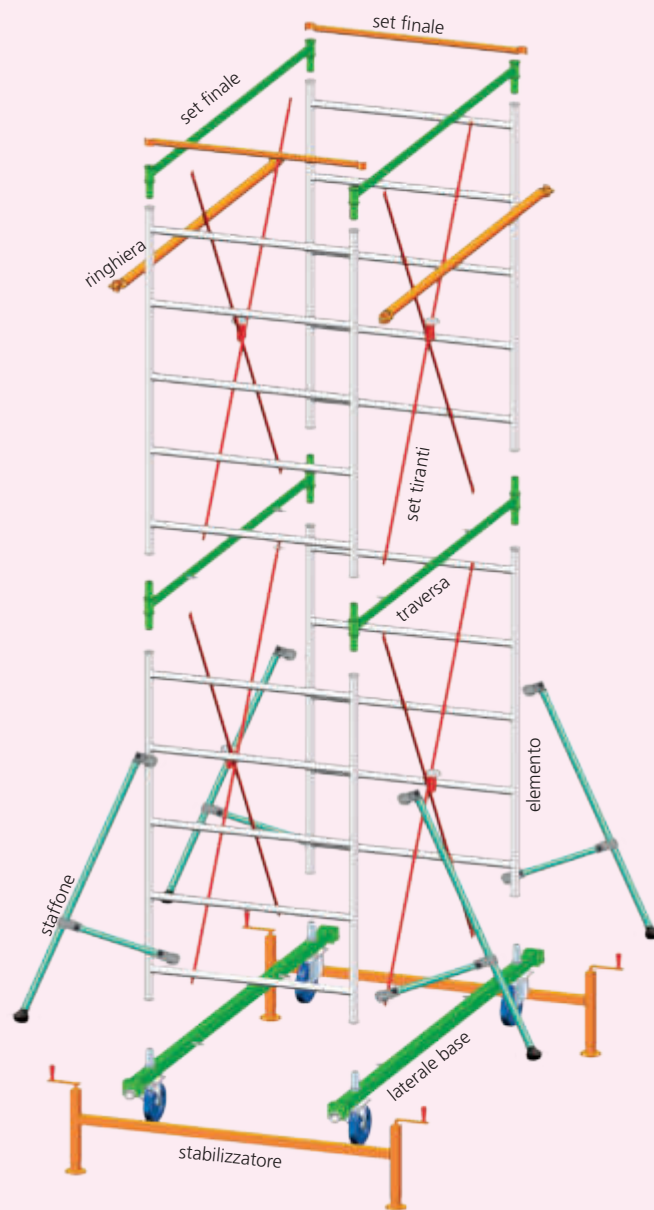 set finale
set finale
ringhiera
set tiranti
traversa
elemento
staffone
laterale base
stabilizzatore